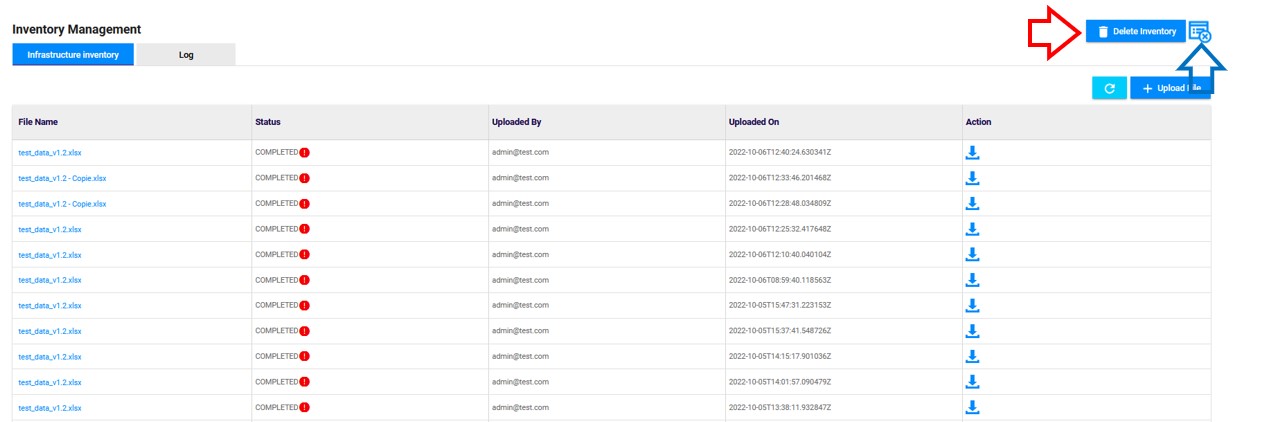 Inventory Management
Delete Inventory
Infrastructure inventory Log
+ Upload File
File Name Status Uploaded By Uploaded On Action
test_data_v1.2.xlsx COMPLETED admin@test.com 2022-10-06T12:40:24.630341Z
test_data_v1.2 - Copie.xlsx COMPLETED admin@test.com 2022-10-06T12:33:46.201468Z
test_data_v1.2 - Copie.xlsx COMPLETED admin@test.com 2022-10-06T12:28:48.034809Z
test_data_v1.2.xlsx COMPLETED admin@test.com 2022-10-06T12:25:32.417648Z
test_data_v1.2.xlsx COMPLETED admin@test.com 2022-10-06T12:10:40.040104Z
test_data_v1.2.xlsx COMPLETED admin@test.com 2022-10-06T08:59:40.118563Z
test_data_v1.2.xlsx COMPLETED admin@test.com 2022-10-05T15:47:31.223153Z
test_data_v1.2.xlsx COMPLETED admin@test.com 2022-10-05T15:37:41.548726Z
test_data_v1.2.xlsx COMPLETED admin@test.com 2022-10-05T14:15:17.901036Z
test_data_v1.2.xlsx COMPLETED admin@test.com 2022-10-05T14:01:57.090479Z
test_data_v1.2.xlsx COMPLETED admin@test.com 2022-10-05T13:38:11.932847Z